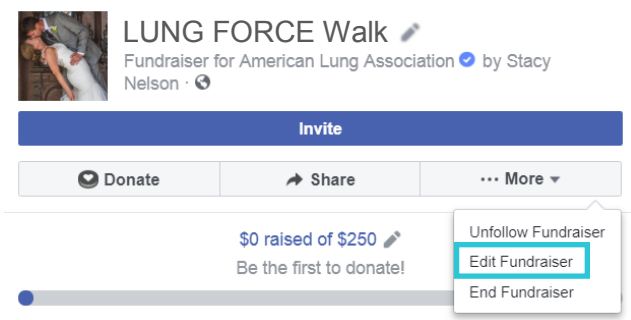 LUNG FORCE Walk
Fundraiser for American Lung Association by Stacy
Nelson ·
Invite
Donate
Share
··· More
$0 raised of $250
Be the first to donate!
Unfollow Fundraiser
Edit Fundraiser
End Fundraiser